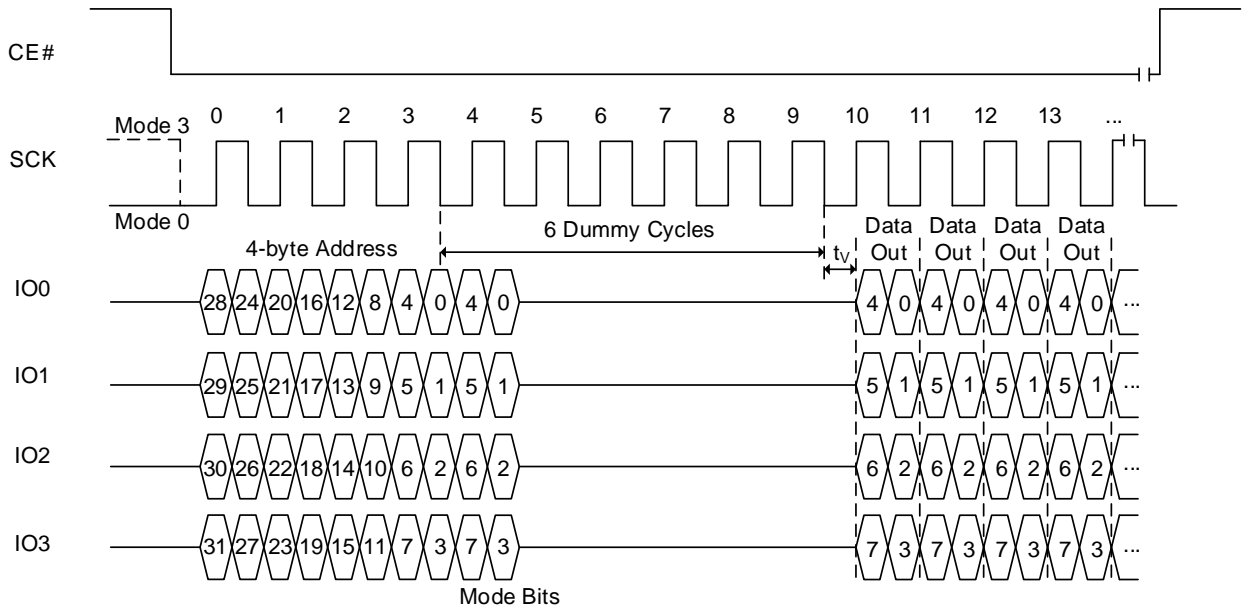 CE#
0 1 2 3 4 5 6 7 8 9 10 11 12 13 ...
Mode 3
SCK
Mode 0
6 Dummy Cycles
4-byte Address
tV
Data Out Data Out Data Out Data Out
IO0 28 24 20 16 12 8 4 0 4 0 4 0 4 0 4 0 4 0 ...
IO1 29 25 21 17 13 9 5 1 5 1 5 1 5 1 5 1 5 1 ...
IO2 30 26 22 18 14 10 6 2 6 2 6 2 6 2 6 2 6 2 ...
IO3 31 27 23 19 15 11 7 3 7 3 7 3 7 3 7 3 7 3 ...
Mode Bits